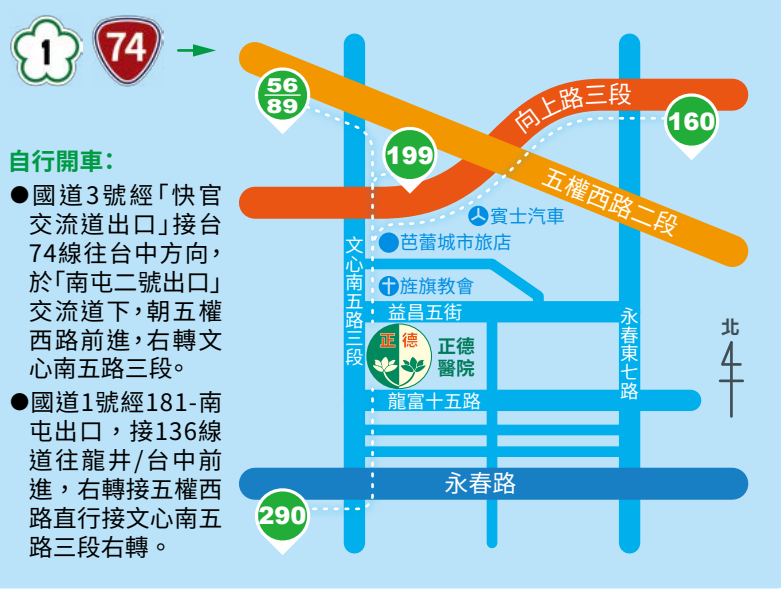 1
74
自行開車：
●國道3號經「快官
交流道出口」接台
74線往台中方向，
於「南屯二號出口」
交流道下，朝五權
西路前進，右轉文
心南五路三段。
●國道1號經181-南
屯出口，接136線
道往龍井/台中前
進，右轉接五權西
路直行接文心南五
路三段右轉。
56
89
199
160
290
向上路三段
五權西路二段
賓士汽車
芭蕾城市旅店
旌旗教會
文心南五路三段
益昌五街
正德
正德
醫院
永春東七路
龍富十五路
永春路
北